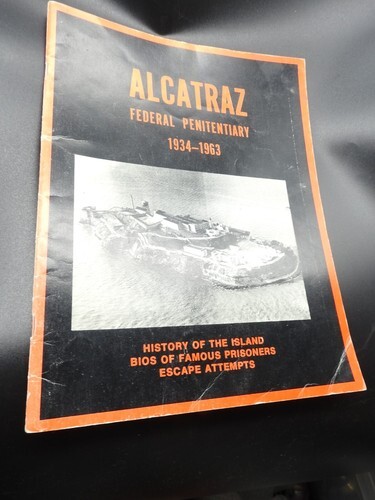 ALCATRAZ
FEDERAL PENITENTIARY
1934–1963
HISTORY OF THE ISLAND
BIOS OF FAMOUS PRISONERS
ESCAPE ATTEMPTS